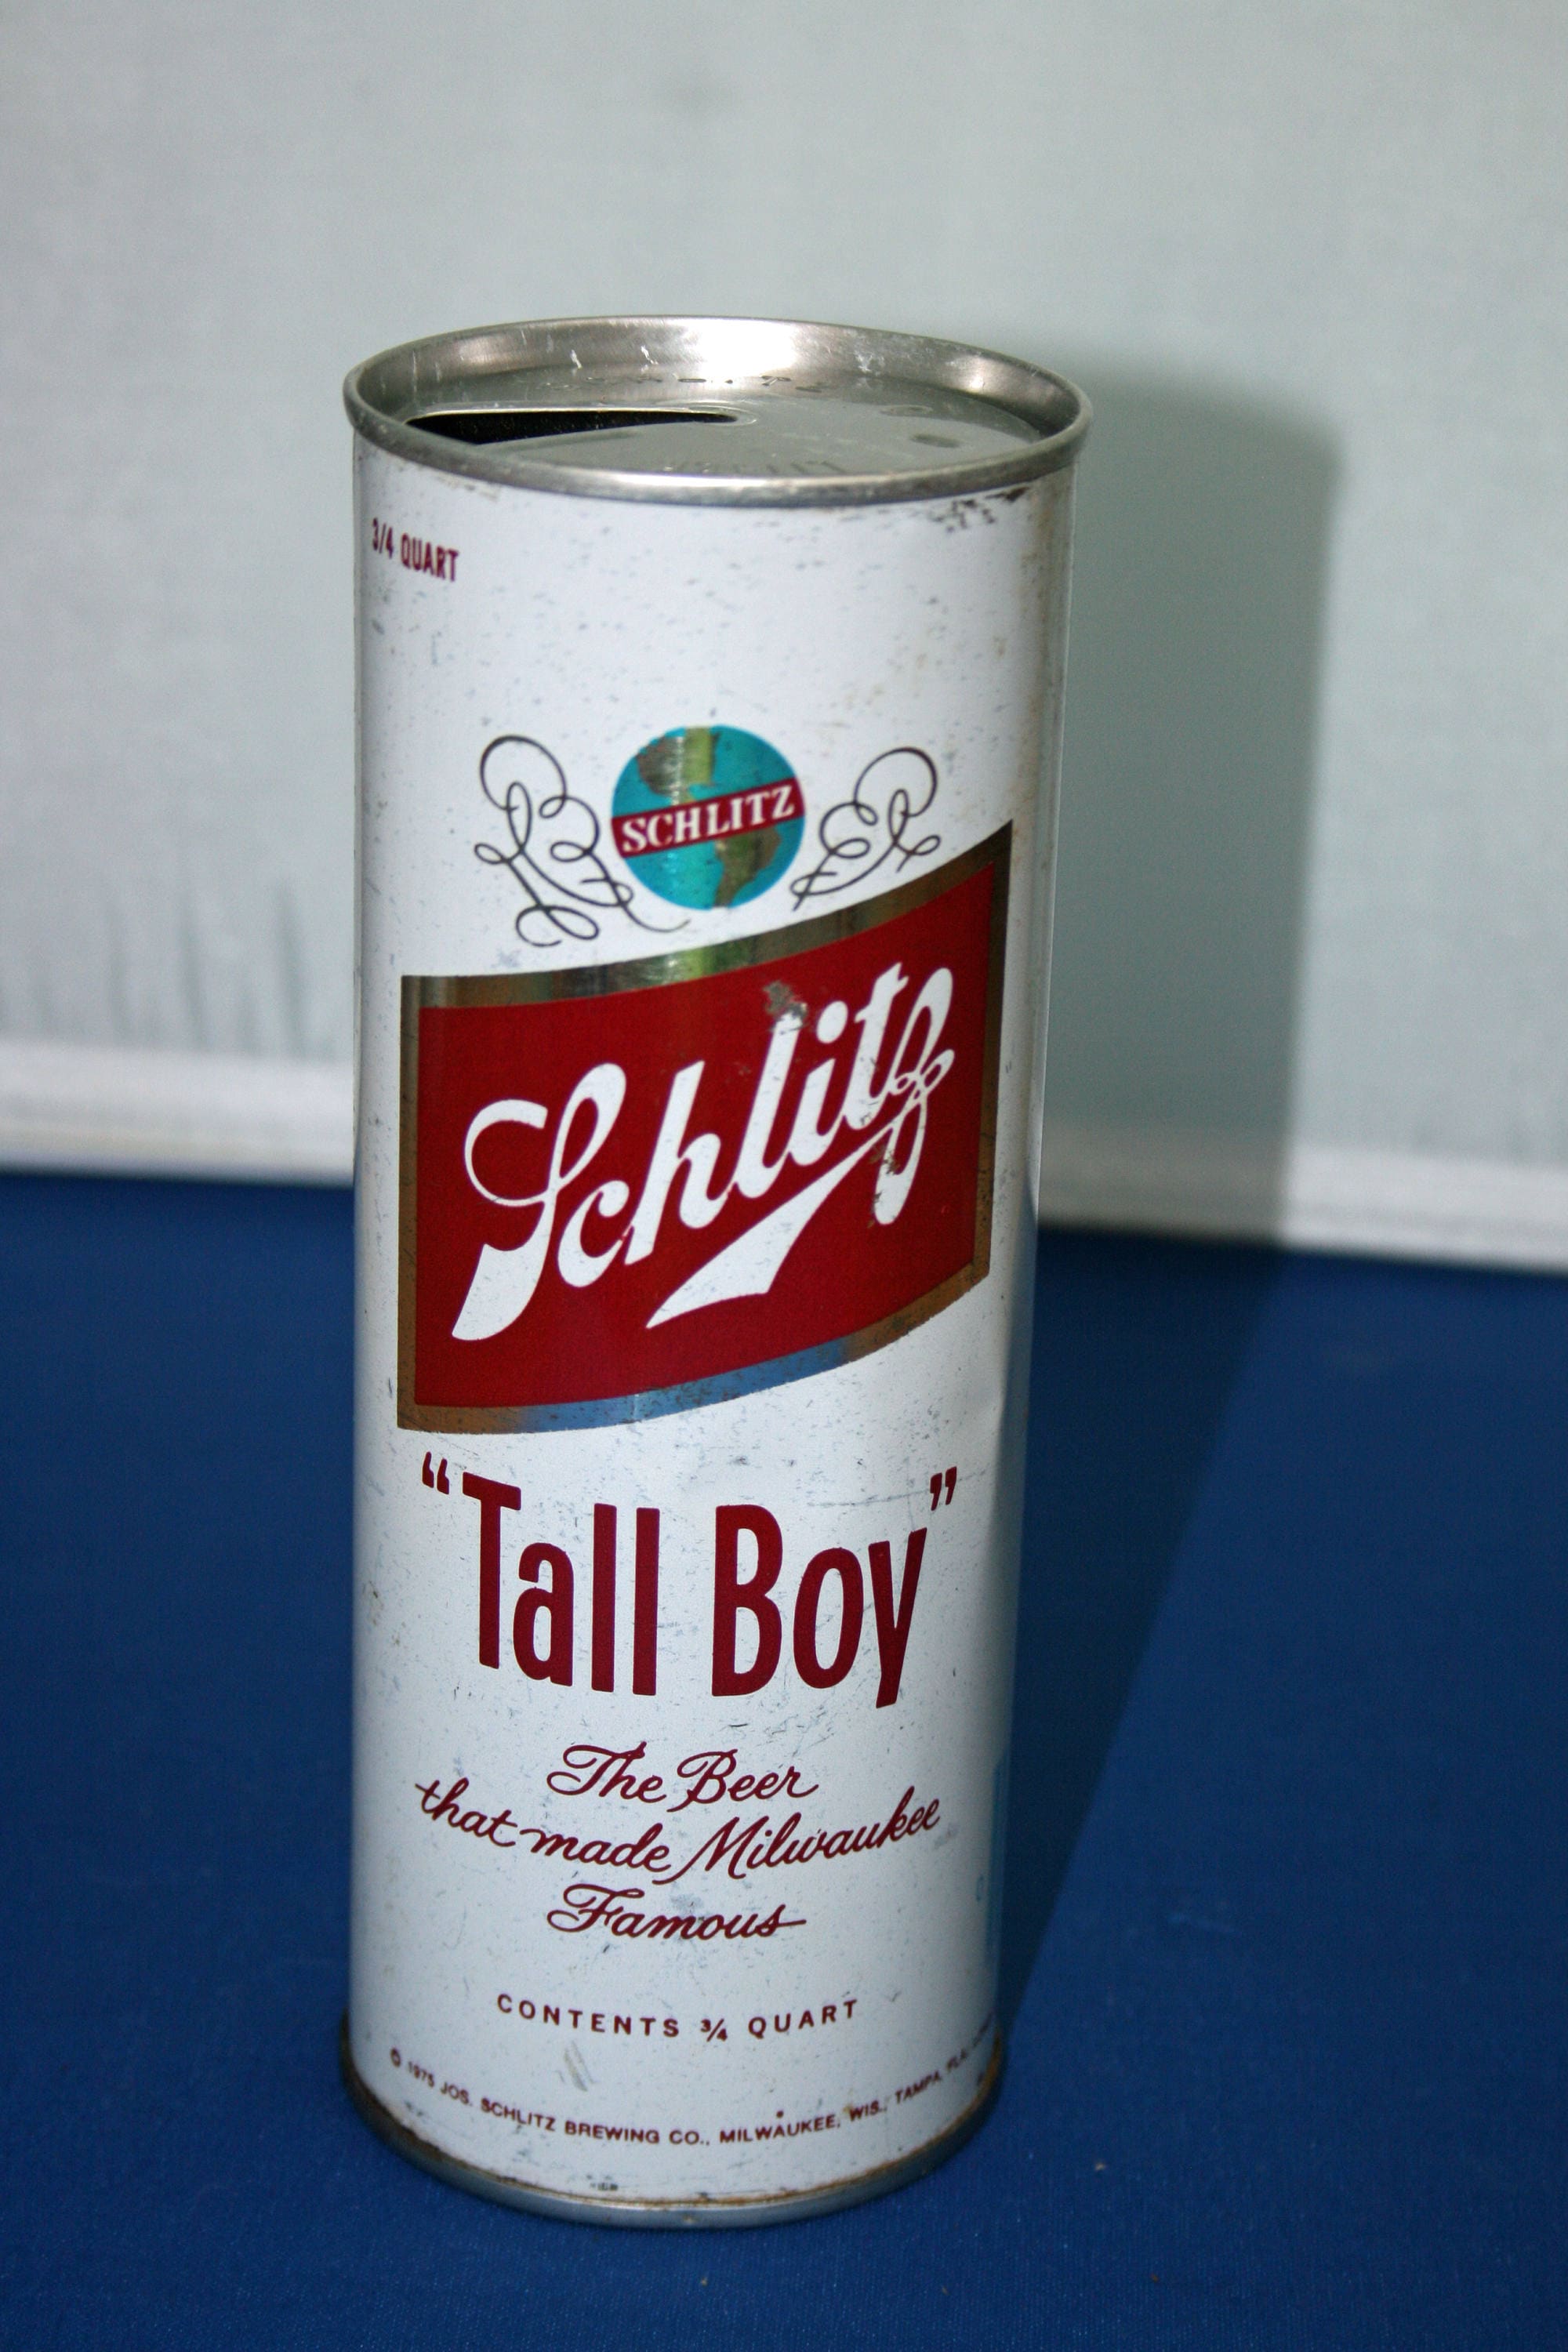 3/4 QUART
SCHLITZ
Schlitz
“Tall Boy”
The Beer
that made Milwaukee
Famous
CONTENTS ¾ QUART
© 1975 JOS. SCHLITZ BREWING CO., MILWAUKEE, WIS., TAMPA, FLA.